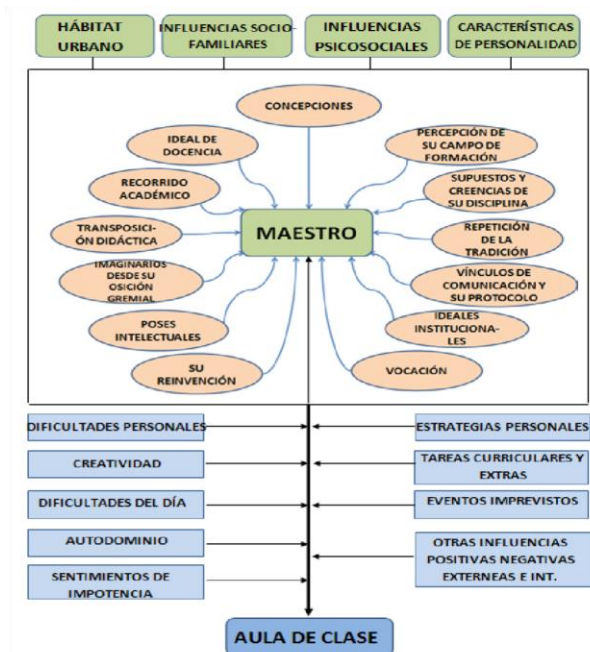 HÁBITAT
URBANO
INFLUENCIAS SOCIO-
FAMILIARES
INFLUENCIAS
PSICOSOCIALES
CARACTERÍSTICAS
DE PERSONALIDAD
CONCEPCIONES
IDEAL DE
DOCENCIA
PERCEPCIÓN DE
SU CAMPO DE
FORMACIÓN
RECORRIDO
ACADÉMICO
SUPUESTOS Y
CREENCIAS DE
SU DISCIPLINA
TRANSPOSICI-
ÓN DIDÁCTICA
MAESTRO
REPETICIÓN
DE LA
TRADICIÓN
IMAGINARIOS
DESDE SU
OSICIÓN
GREMIAL
VÍNCULOS DE
COMUNICACIÓN Y
SU PROTOCOLO
POSES
INTELECTUALES
IDEALES
INSTITUCIONA-
LES
SU
REINVENCIÓN
VOCACIÓN
DIFICULTADES PERSONALES
ESTRATEGIAS PERSONALES
CREATIVIDAD
TAREAS CURRICULARES Y
EXTRAS
DIFICULTADES DEL DÍA
EVENTOS IMPREVISTOS
AUTODOMINIO
OTRAS INFLUENCIAS
POSITIVAS NEGATIVAS
EXTERNEAS E INT.
SENTIMIENTOS DE
IMPOTENCIA
AULA DE CLASE